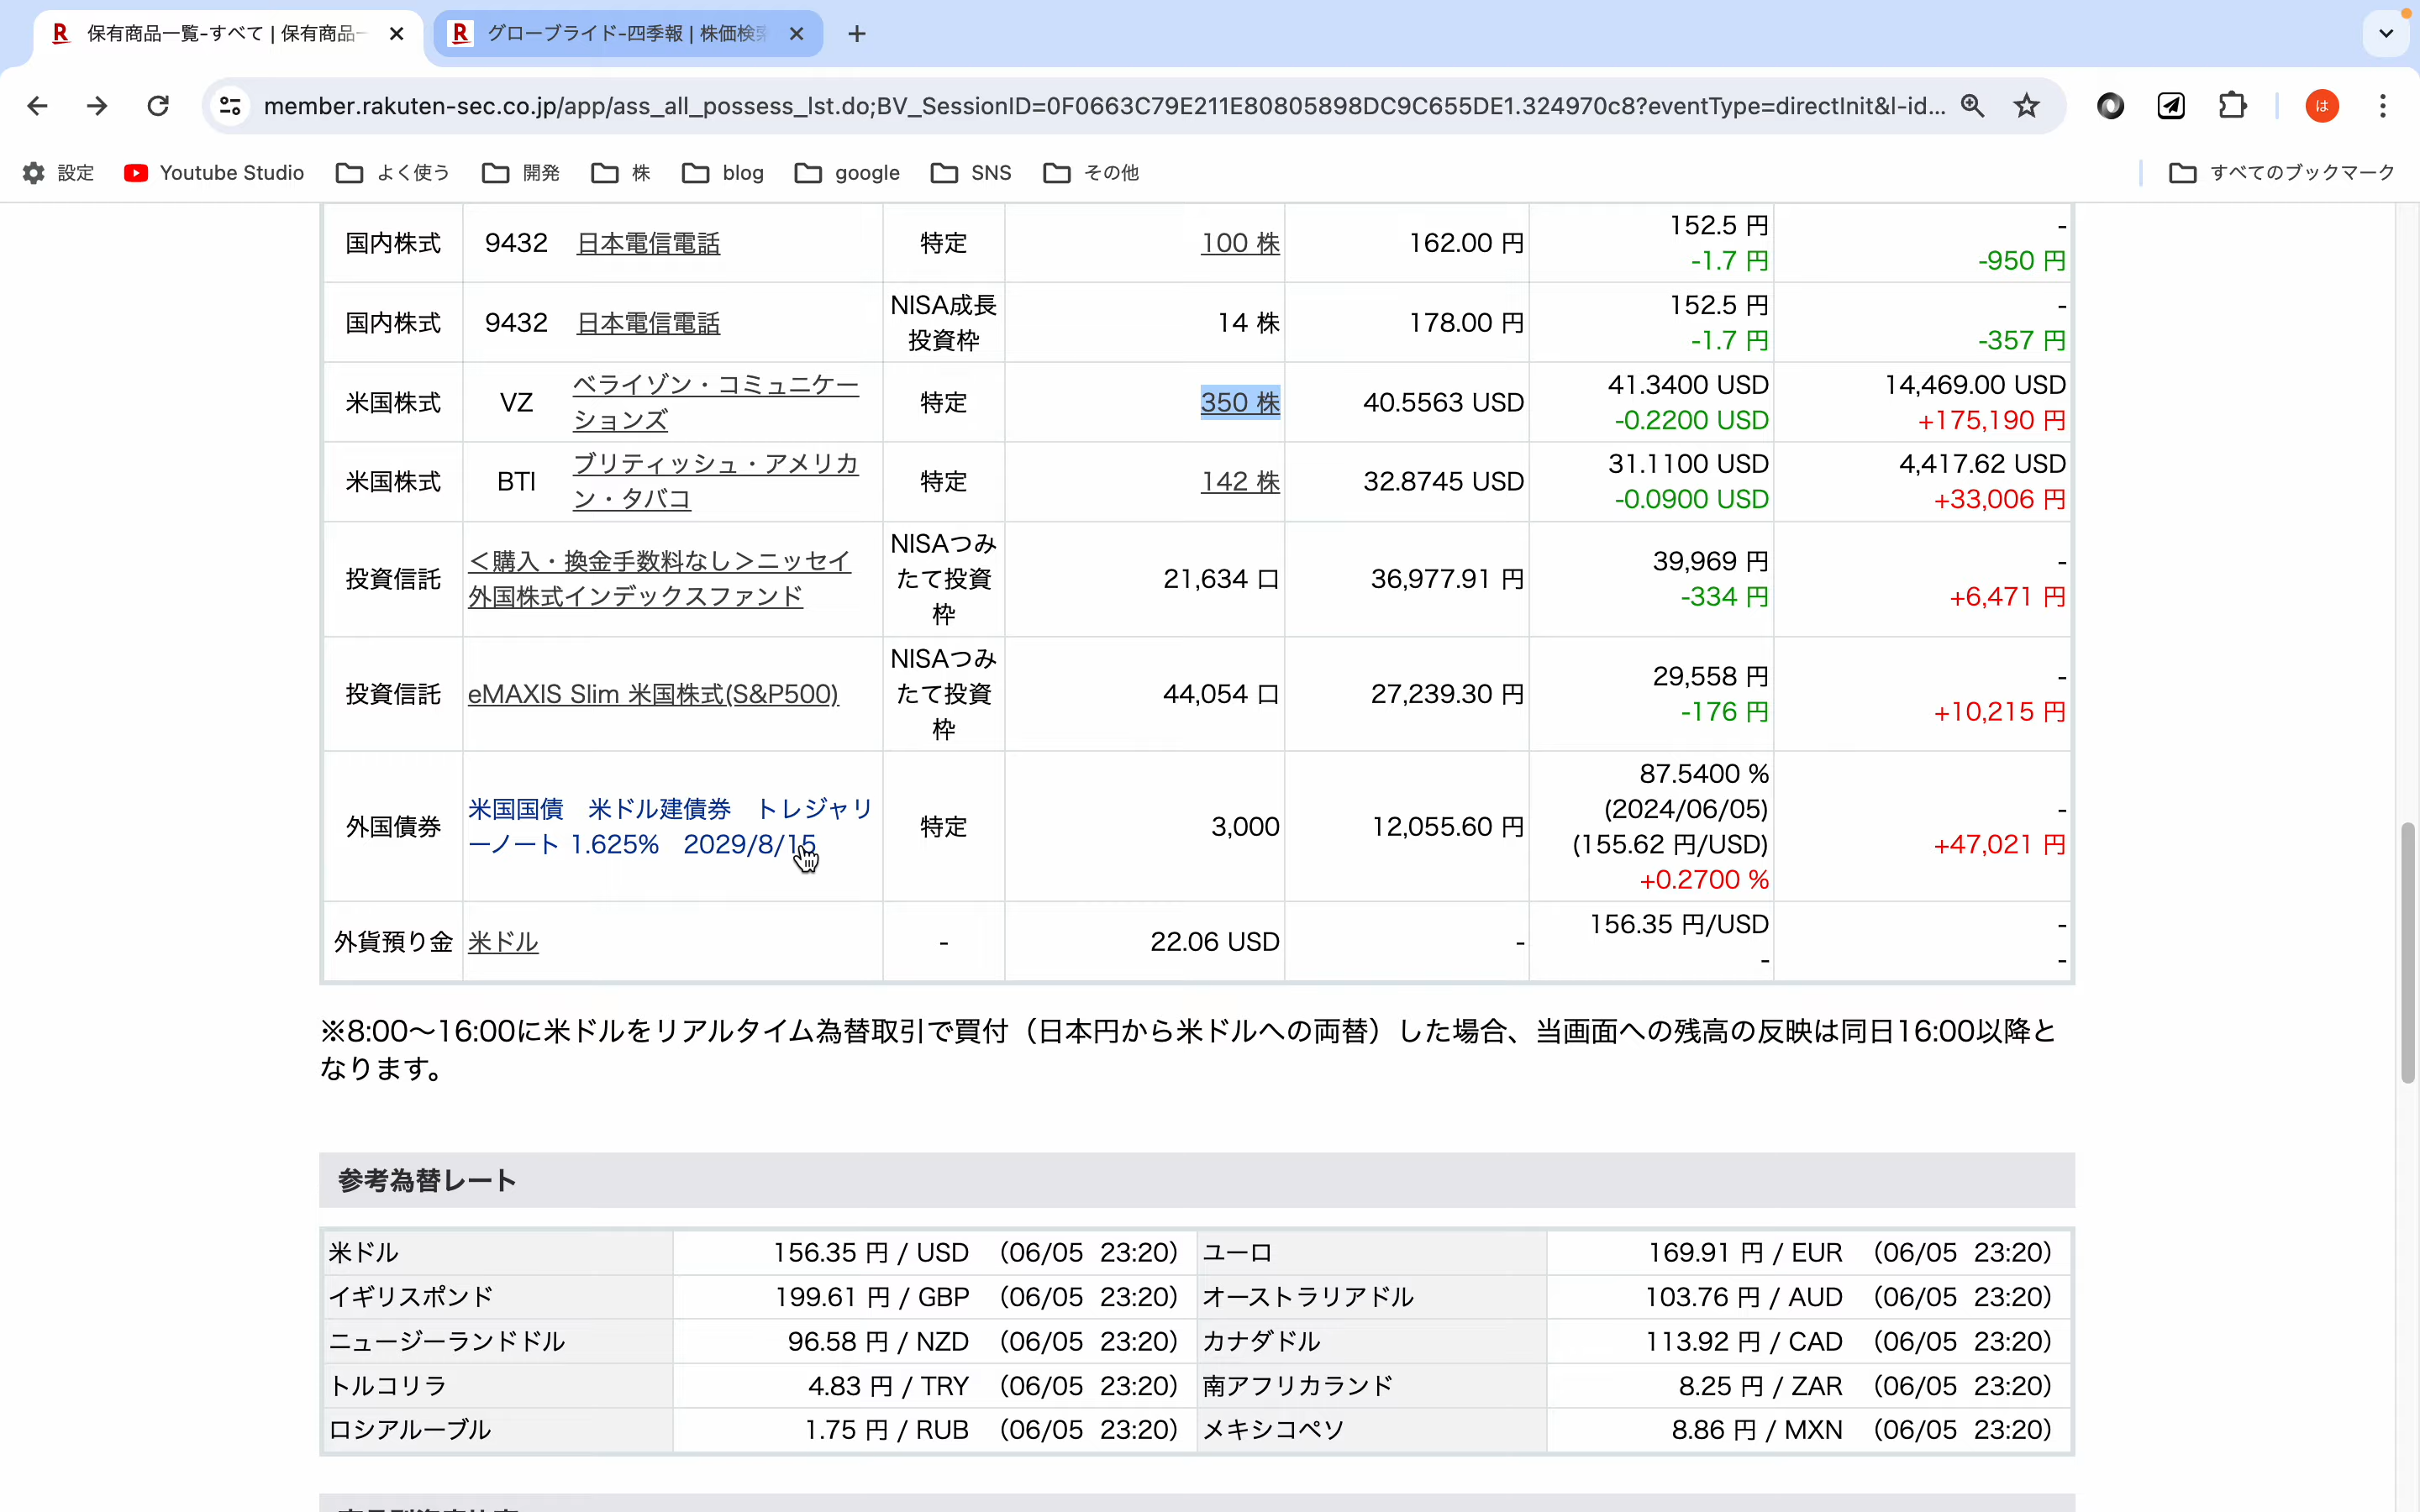 保有商品一覧-すべて | 保有商品一
グローブライド-四季報 | 株価検索
member.rakuten-sec.co.jp/app/ass_all_possess_lst.do;BV_SessionID=0F0663C79E211E80805898DC9C655DE1.324970c8?eventType=directInit&l-id...
は
設定 Youtube Studio よく使う 開発 株 blog google SNS その他 すべてのブックマーク
国内株式 9432 日本電信電話 特定 100 株 162.00 円 152.5 円 -
-1.7 円 -950 円
国内株式 9432 日本電信電話 NISA成長 14 株 178.00 円 152.5 円 -
投資枠 -1.7 円 -357 円
米国株式 VZ ベライゾン・コミュニケー 特定 350 株 40.5563 USD 41.3400 USD 14,469.00 USD
ションズ -0.2200 USD +175,190 円
米国株式 BTI ブリティッシュ・アメリカ 特定 142 株 32.8745 USD 31.1100 USD 4,417.62 USD
ン・タバコ -0.0900 USD +33,006 円
投資信託 <購入・換金手数料なし>ニッセイ NISAつみ 21,634 口 36,977.91 円 39,969 円 -
外国株式インデックスファンド たて投資 -334 円 +6,471 円
枠
投資信託 eMAXIS Slim 米国株式(S&P500) NISAつみ 44,054 口 27,239.30 円 29,558 円 -
たて投資 -176 円 +10,215 円
枠
外国債券 米国国債 米ドル建債券 トレジャリ 特定 3,000 12,055.60 円 87.5400 % -
ーノート 1.625% 2029/8/15 (2024/06/05) +47,021 円
(155.62 円/USD)
+0.2700 %
外貨預り金 米ドル - 22.06 USD - 156.35 円/USD -
- -
※8:00〜16:00に米ドルをリアルタイム為替取引で買付（日本円から米ドルへの両替）した場合、当画面への残高の反映は同日16:00以降と
なります。
参考為替レート
米ドル 156.35 円 / USD （06/05 23:20） ユーロ 169.91 円 / EUR （06/05 23:20）
イギリスポンド 199.61 円 / GBP （06/05 23:20） オーストラリアドル 103.76 円 / AUD （06/05 23:20）
ニュージーランドドル 96.58 円 / NZD （06/05 23:20） カナダドル 113.92 円 / CAD （06/05 23:20）
トルコリラ 4.83 円 / TRY （06/05 23:20） 南アフリカランド 8.25 円 / ZAR （06/05 23:20）
ロシアルーブル 1.75 円 / RUB （06/05 23:20） メキシコペソ 8.86 円 / MXN （06/05 23:20）